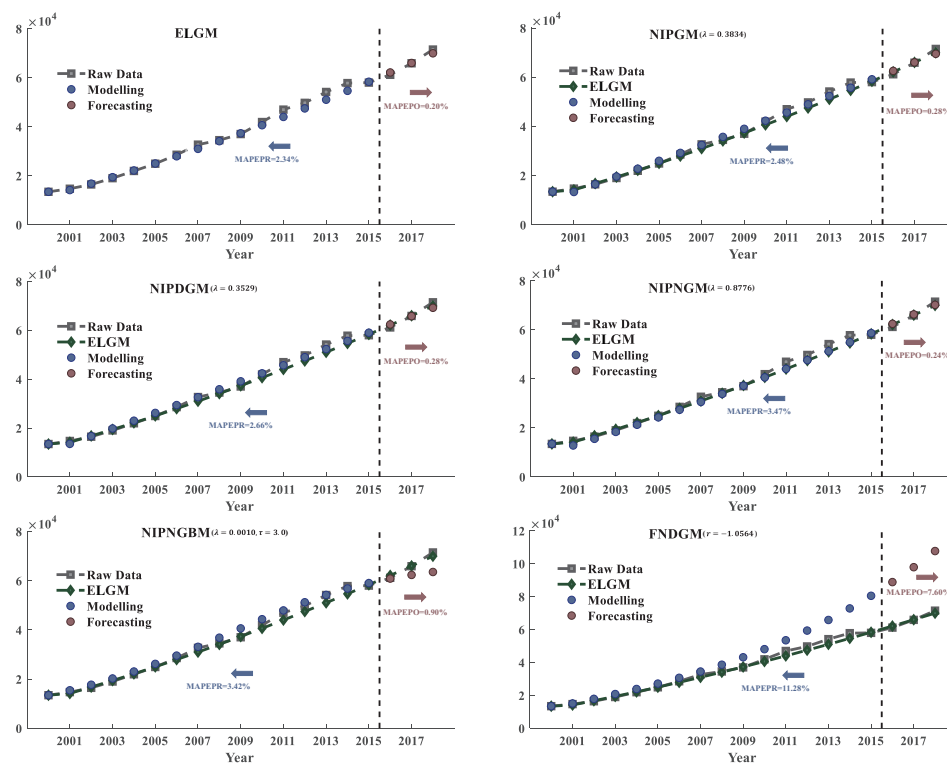 ×10⁴
ELGM
8
6
4
2
0
Raw Data
Modelling
Forecasting
MAPEPO=0.20%
MAPEPR=2.34%
2001 2003 2005 2007 2009 2011 2013 2015 2017
Year
×10⁴
NIPGM(λ = 0.3834)
8
6
4
2
0
Raw Data
ELGM
Modelling
Forecasting
MAPEPO=0.28%
MAPEPR=2.48%
2001 2003 2005 2007 2009 2011 2013 2015 2017
Year
×10⁴
NIPDGM(λ = 0.3529)
8
6
4
2
0
Raw Data
ELGM
Modelling
Forecasting
MAPEPO=0.28%
MAPEPR=2.66%
2001 2003 2005 2007 2009 2011 2013 2015 2017
Year
×10⁴
NIPNGM(λ = 0.8776)
8
6
4
2
0
Raw Data
ELGM
Modelling
Forecasting
MAPEPO=0.24%
MAPEPR=3.47%
2001 2003 2005 2007 2009 2011 2013 2015 2017
Year
×10⁴
NIPNGBM(λ = 0.0010, τ = 3.0)
8
6
4
2
0
Raw Data
ELGM
Modelling
Forecasting
MAPEPO=0.90%
MAPEPR=3.42%
2001 2003 2005 2007 2009 2011 2013 2015 2017
Year
×10⁴
FNDGM(r = −1.0564)
12
10
8
6
4
2
0
Raw Data
ELGM
Modelling
Forecasting
MAPEPO=7.60%
MAPEPR=11.28%
2001 2003 2005 2007 2009 2011 2013 2015 2017
Year